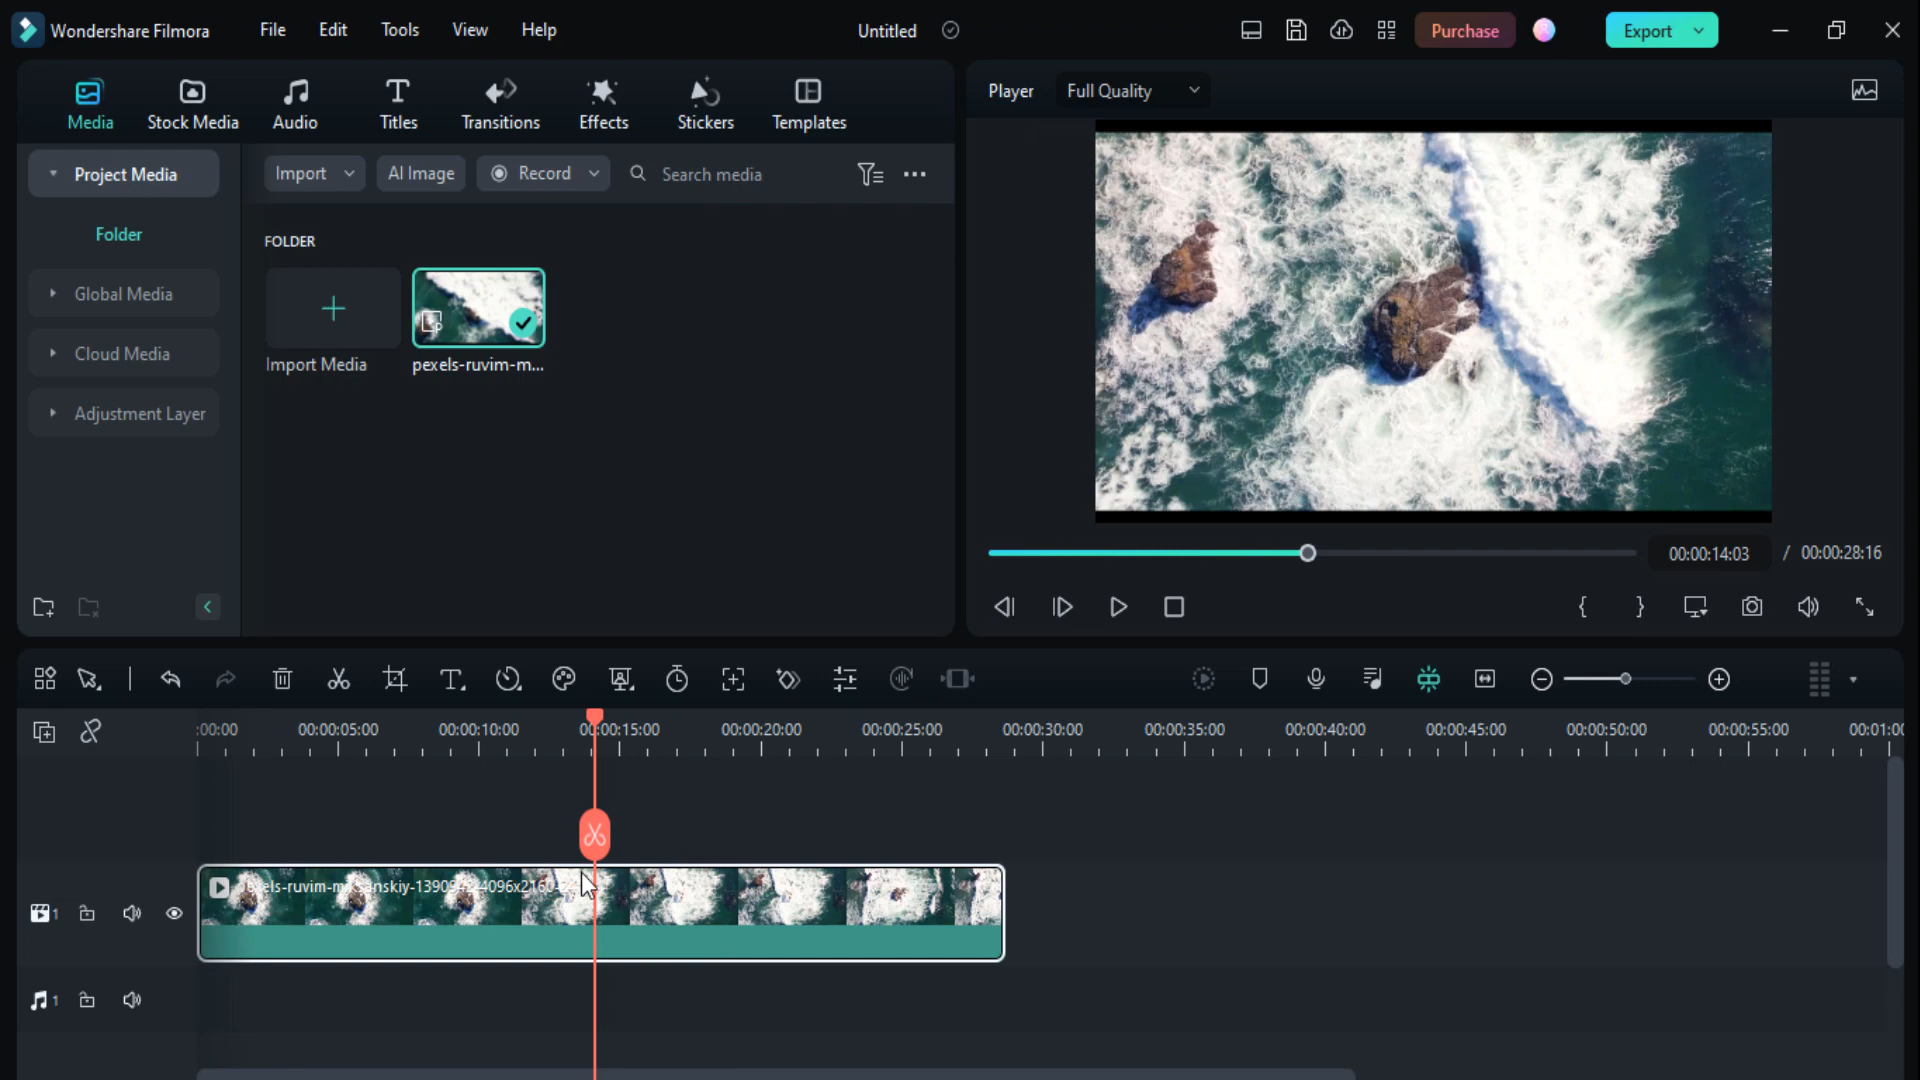 Wondershare Filmora
File
Edit
Tools
View
Help
Untitled
Purchase
Export
Media
Stock Media
Audio
Titles
Transitions
Effects
Stickers
Templates
Player
Full Quality
Project Media
Import
AI Image
Record
Search media
Folder
FOLDER
Global Media
Cloud Media
Adjustment Layer
Import Media
pexels-ruvim-m...
00:00:14:03 / 00:00:28:16
:00:00
00:00:05:00
00:00:10:00
00:00:15:00
00:00:20:00
00:00:25:00
00:00:30:00
00:00:35:00
00:00:40:00
00:00:45:00
00:00:50:00
00:00:55:00
00:01:0
1
1